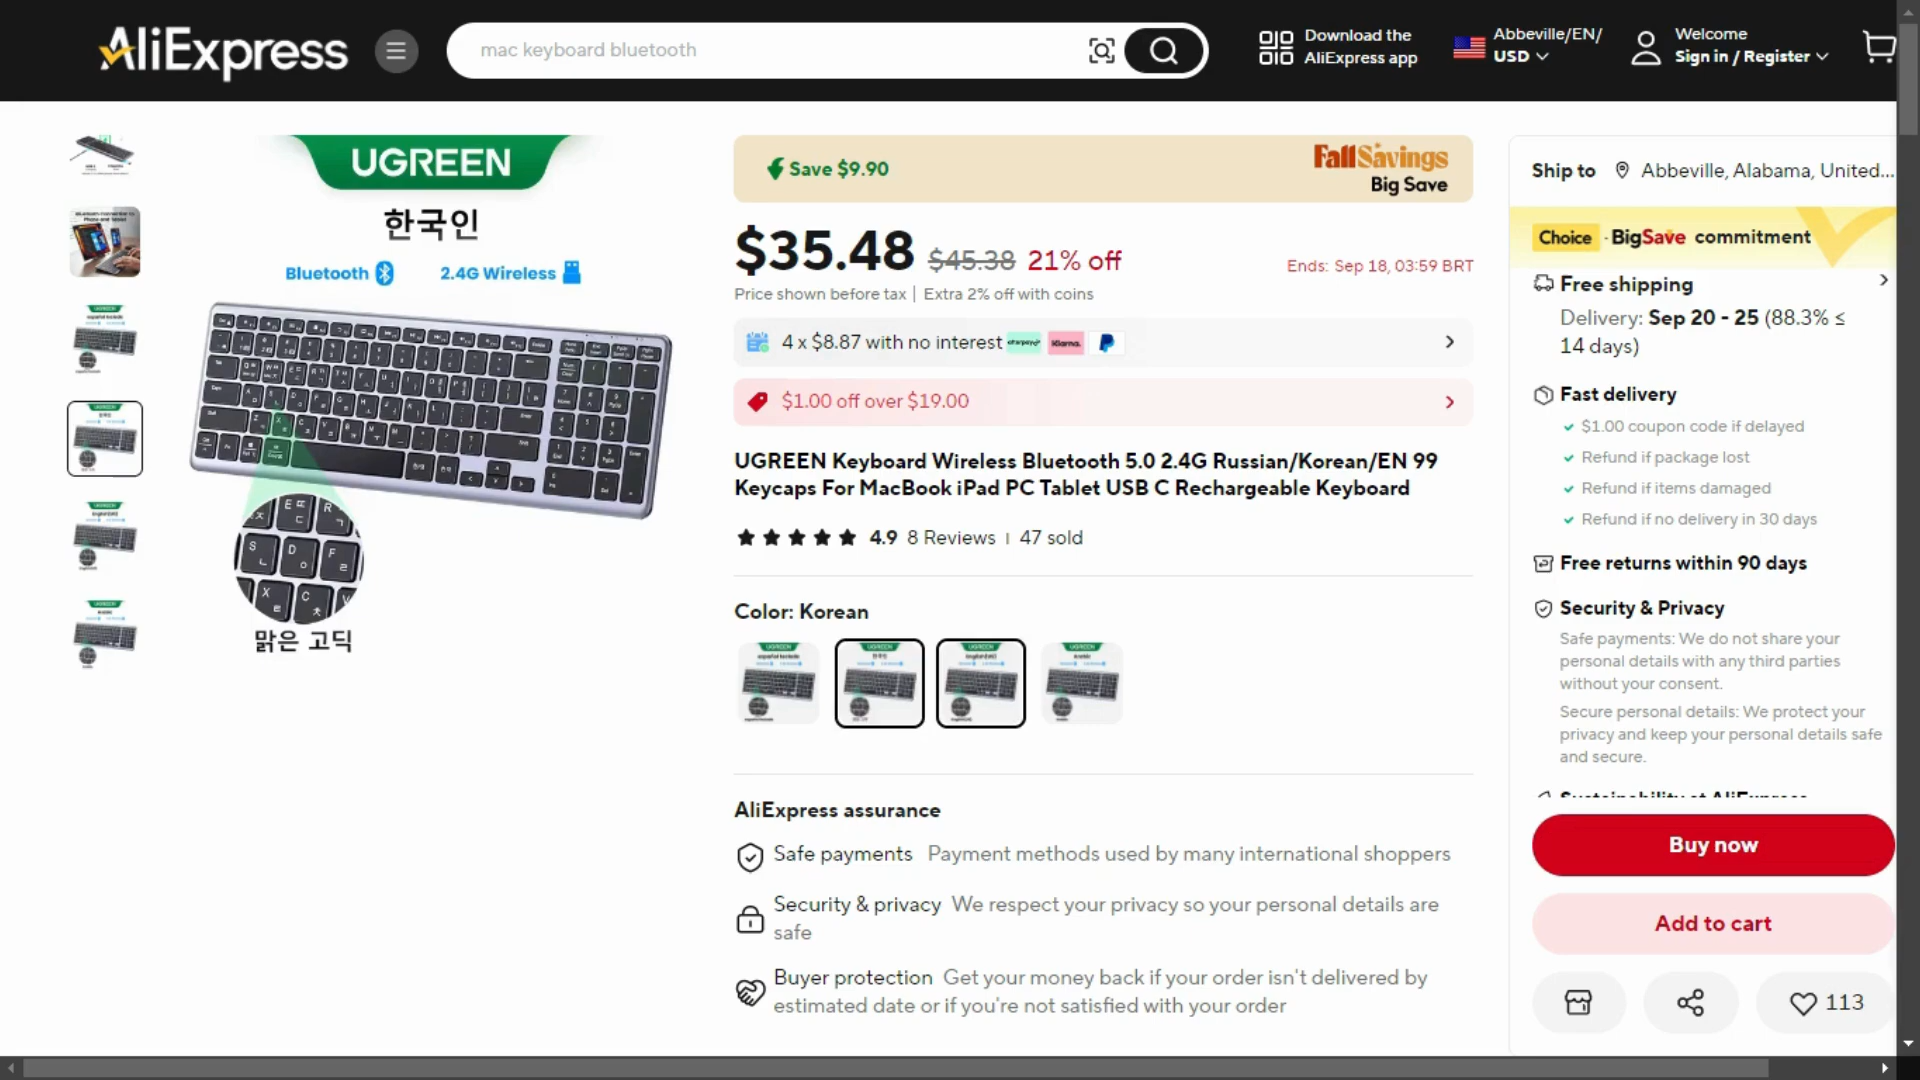 AliExpress
mac keyboard bluetooth
Download the
AliExpress app
Abbeville/EN/
USD
Welcome
Sign in / Register
UGREEN
한국인
Bluetooth
2.4G Wireless
맑은 고딕
Save $9.90
Fall Savings
Big Save
$35.48 $45.38 21% off
Ends: Sep 18, 03:59 BRT
Price shown before tax | Extra 2% off with coins
4 x $8.87 with no interest
Klarna.
$1.00 off over $19.00
UGREEN Keyboard Wireless Bluetooth 5.0 2.4G Russian/Korean/EN 99
Keycaps For MacBook iPad PC Tablet USB C Rechargeable Keyboard
4.9 8 Reviews | 47 sold
Color: Korean
AliExpress assurance
Safe payments Payment methods used by many international shoppers
Security & privacy We respect your privacy so your personal details are
safe
Buyer protection Get your money back if your order isn't delivered by
estimated date or if you're not satisfied with your order
Ship to Abbeville, Alabama, United...
Choice · BigSave commitment
Free shipping
Delivery: Sep 20 - 25 (88.3% ≤
14 days)
Fast delivery
$1.00 coupon code if delayed
Refund if package lost
Refund if items damaged
Refund if no delivery in 30 days
Free returns within 90 days
Security & Privacy
Safe payments: We do not share your
personal details with any third parties
without your consent.
Secure personal details: We protect your
privacy and keep your personal details safe
and secure.
Sustainability at AliExpress
Buy now
Add to cart
113